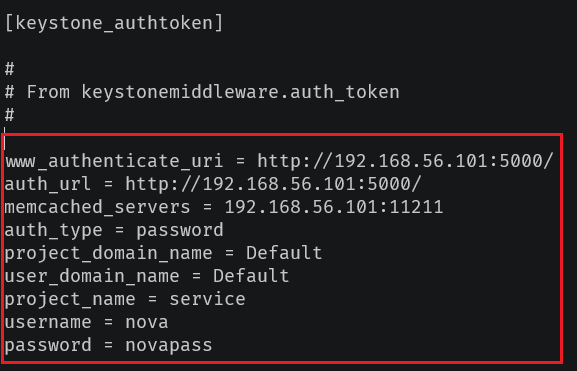 [keystone_authtoken]
#
# From keystonemiddleware.auth_token
#
www_authenticate_uri = http://192.168.56.101:5000/
auth_url = http://192.168.56.101:5000/
memcached_servers = 192.168.56.101:11211
auth_type = password
project_domain_name = Default
user_domain_name = Default
project_name = service
username = nova
password = novapass